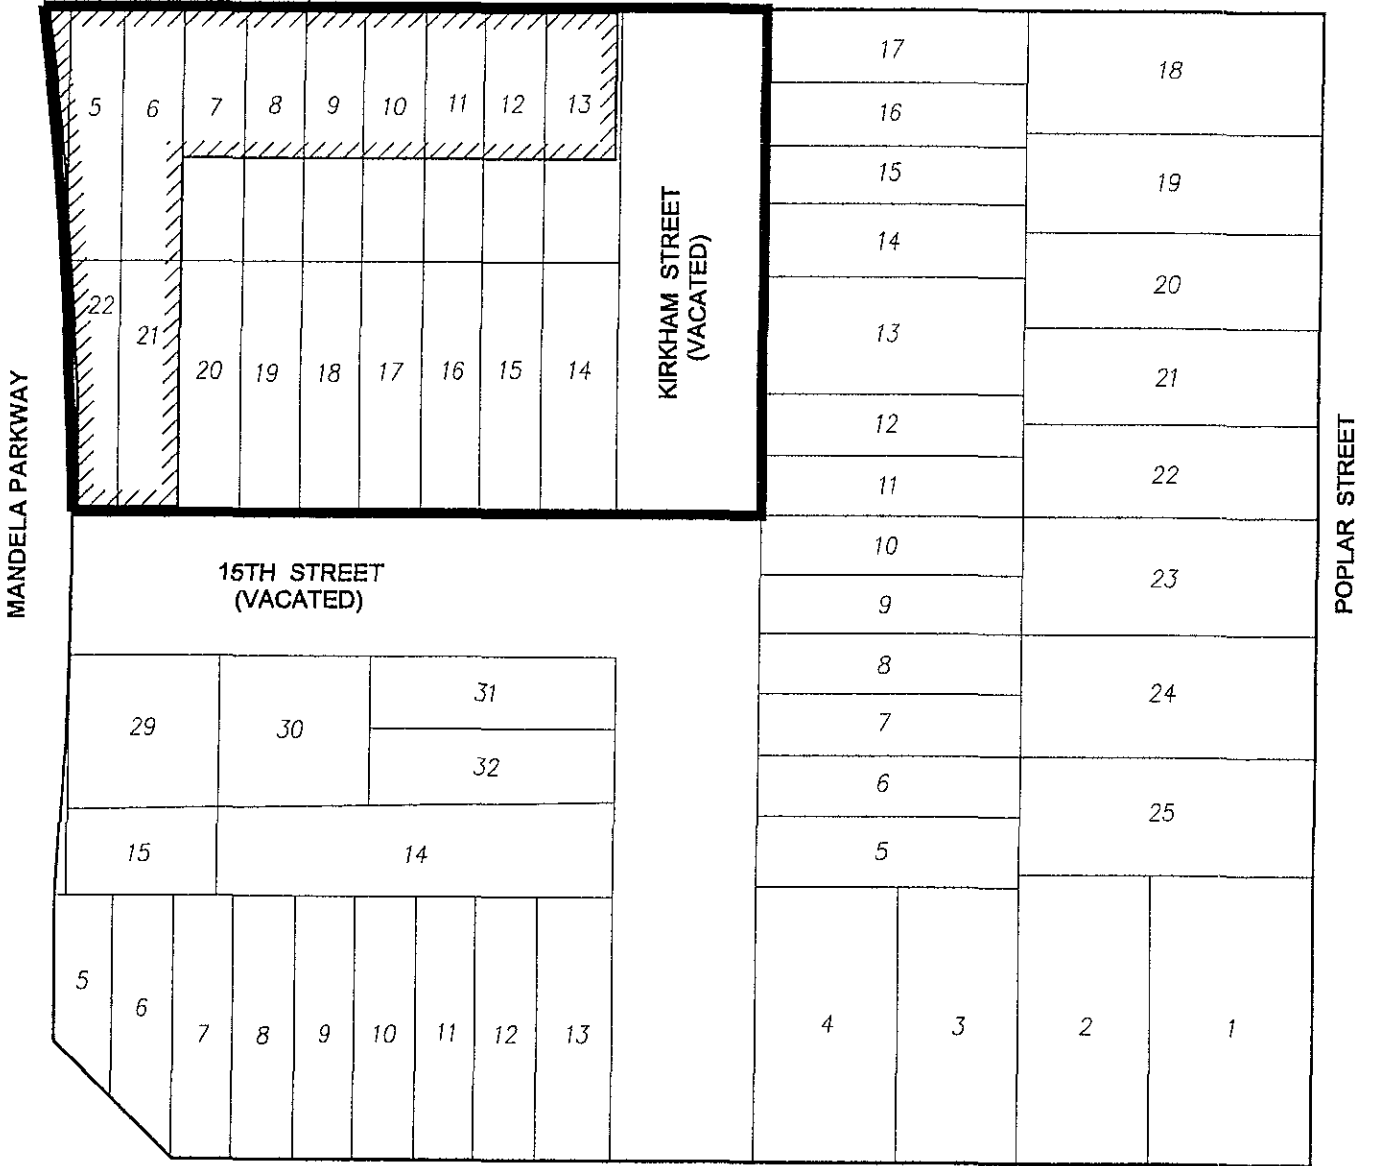 5 6 7 8 9 10 11 12 13
22 21 20 19 18 17 16 15 14
KIRKHAM STREET
(VACATED)
MANDELA PARKWAY
15TH STREET
(VACATED)
29 30 31
32
15 14
5 6 7 8 9 10 11 12 13
17
16
15
14
13
12
11
10
9
8
7
6
5
18
19
20
21
22
23
24
25
4 3 2 1
POPLAR STREET